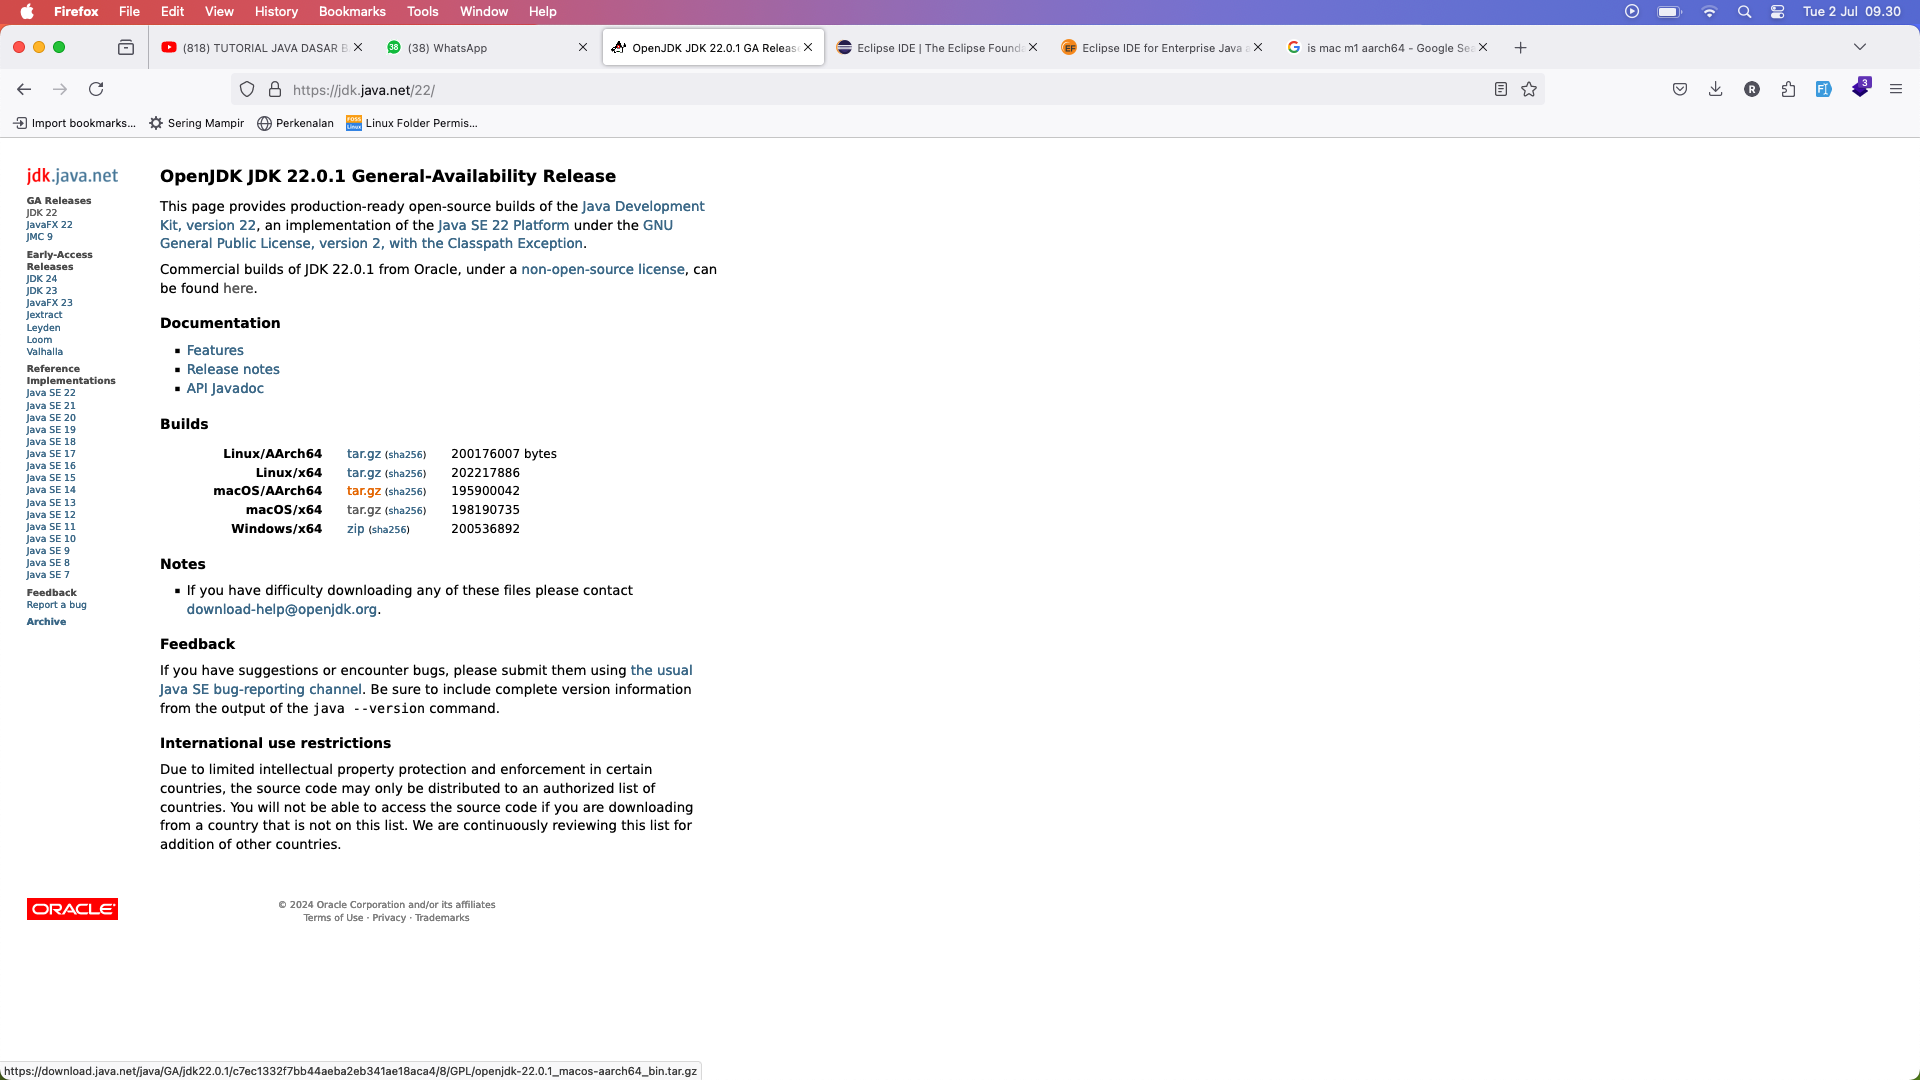 Firefox File Edit View History Bookmarks Tools Window Help
Tue 2 Jul 09.30
(818) TUTORIAL JAVA DASAR B
38
(38) WhatsApp
OpenJDK JDK 22.0.1 GA Releas
Eclipse IDE | The Eclipse Founda
EF
Eclipse IDE for Enterprise Java a
is mac m1 aarch64 - Google Sea
https://jdk.java.net/22/
R
3
Import bookmarks...
Sering Mampir
Perkenalan
Linux Folder Permis...
jdk.java.net
GA Releases
JDK 22
JavaFX 22
JMC 9
Early-Access
Releases
JDK 24
JDK 23
JavaFX 23
Jextract
Leyden
Loom
Valhalla
Reference
Implementations
Java SE 22
Java SE 21
Java SE 20
Java SE 19
Java SE 18
Java SE 17
Java SE 16
Java SE 15
Java SE 14
Java SE 13
Java SE 12
Java SE 11
Java SE 10
Java SE 9
Java SE 8
Java SE 7
Feedback
Report a bug
Archive
OpenJDK JDK 22.0.1 General-Availability Release
This page provides production-ready open-source builds of the Java Development
Kit, version 22, an implementation of the Java SE 22 Platform under the GNU
General Public License, version 2, with the Classpath Exception.
Commercial builds of JDK 22.0.1 from Oracle, under a non-open-source license, can
be found here.
Documentation
Features
Release notes
API Javadoc
Builds
Linux/AArch64 tar.gz (sha256) 200176007 bytes
Linux/x64 tar.gz (sha256) 202217886
macOS/AArch64 tar.gz (sha256) 195900042
macOS/x64 tar.gz (sha256) 198190735
Windows/x64 zip (sha256) 200536892
Notes
If you have difficulty downloading any of these files please contact
download-help@openjdk.org.
Feedback
If you have suggestions or encounter bugs, please submit them using the usual
Java SE bug-reporting channel. Be sure to include complete version information
from the output of the java --version command.
International use restrictions
Due to limited intellectual property protection and enforcement in certain
countries, the source code may only be distributed to an authorized list of
countries. You will not be able to access the source code if you are downloading
from a country that is not on this list. We are continuously reviewing this list for
addition of other countries.
ORACLE
© 2024 Oracle Corporation and/or its affiliates
Terms of Use · Privacy · Trademarks
https://download.java.net/java/GA/jdk22.0.1/c7ec1332f7bb44aeba2eb341ae18aca4/8/GPL/openjdk-22.0.1_macos-aarch64_bin.tar.gz